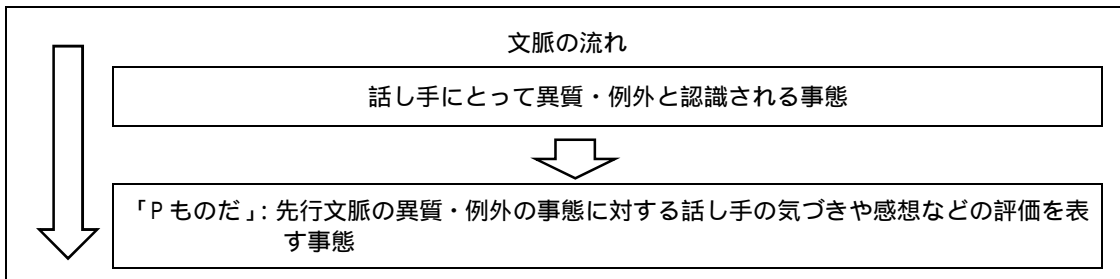 文脈の流れ
話し手にとって異質・例外と認識される事態
「P ものだ」：先行文脈の異質・例外の事態に対する話し手の気づきや感想などの評価を表
す事態